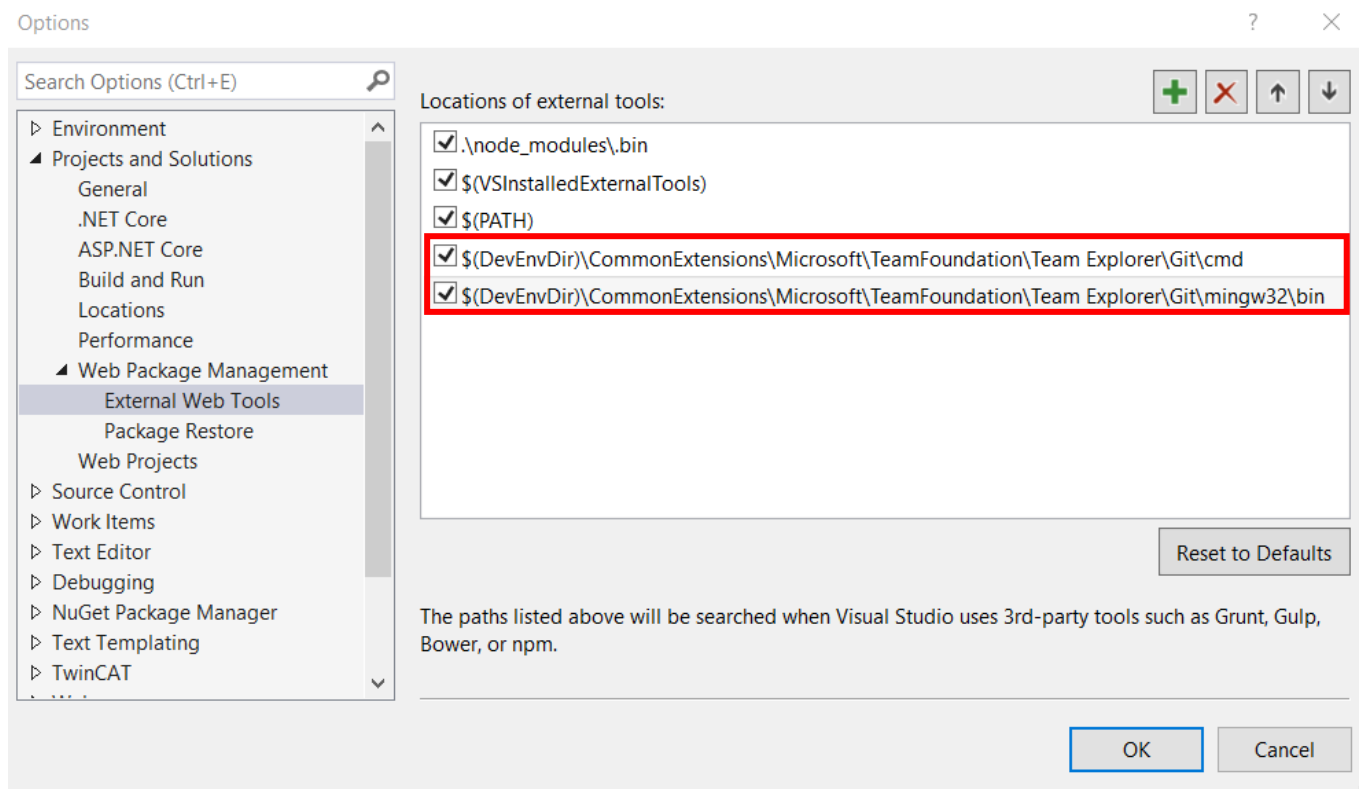 Options
?
Search Options (Ctrl+E)
Environment
Projects and Solutions
General
.NET Core
ASP.NET Core
Build and Run
Locations
Performance
Web Package Management
External Web Tools
Package Restore
Web Projects
Source Control
Work Items
Text Editor
Debugging
NuGet Package Manager
Text Templating
TwinCAT
Locations of external tools:
.\node_modules\.bin
$(VSInstalledExternalTools)
$(PATH)
$(DevEnvDir)\CommonExtensions\Microsoft\TeamFoundation\Team Explorer\Git\cmd
$(DevEnvDir)\CommonExtensions\Microsoft\TeamFoundation\Team Explorer\Git\mingw32\bin
Reset to Defaults
The paths listed above will be searched when Visual Studio uses 3rd-party tools such as Grunt, Gulp,
Bower, or npm.
OK
Cancel